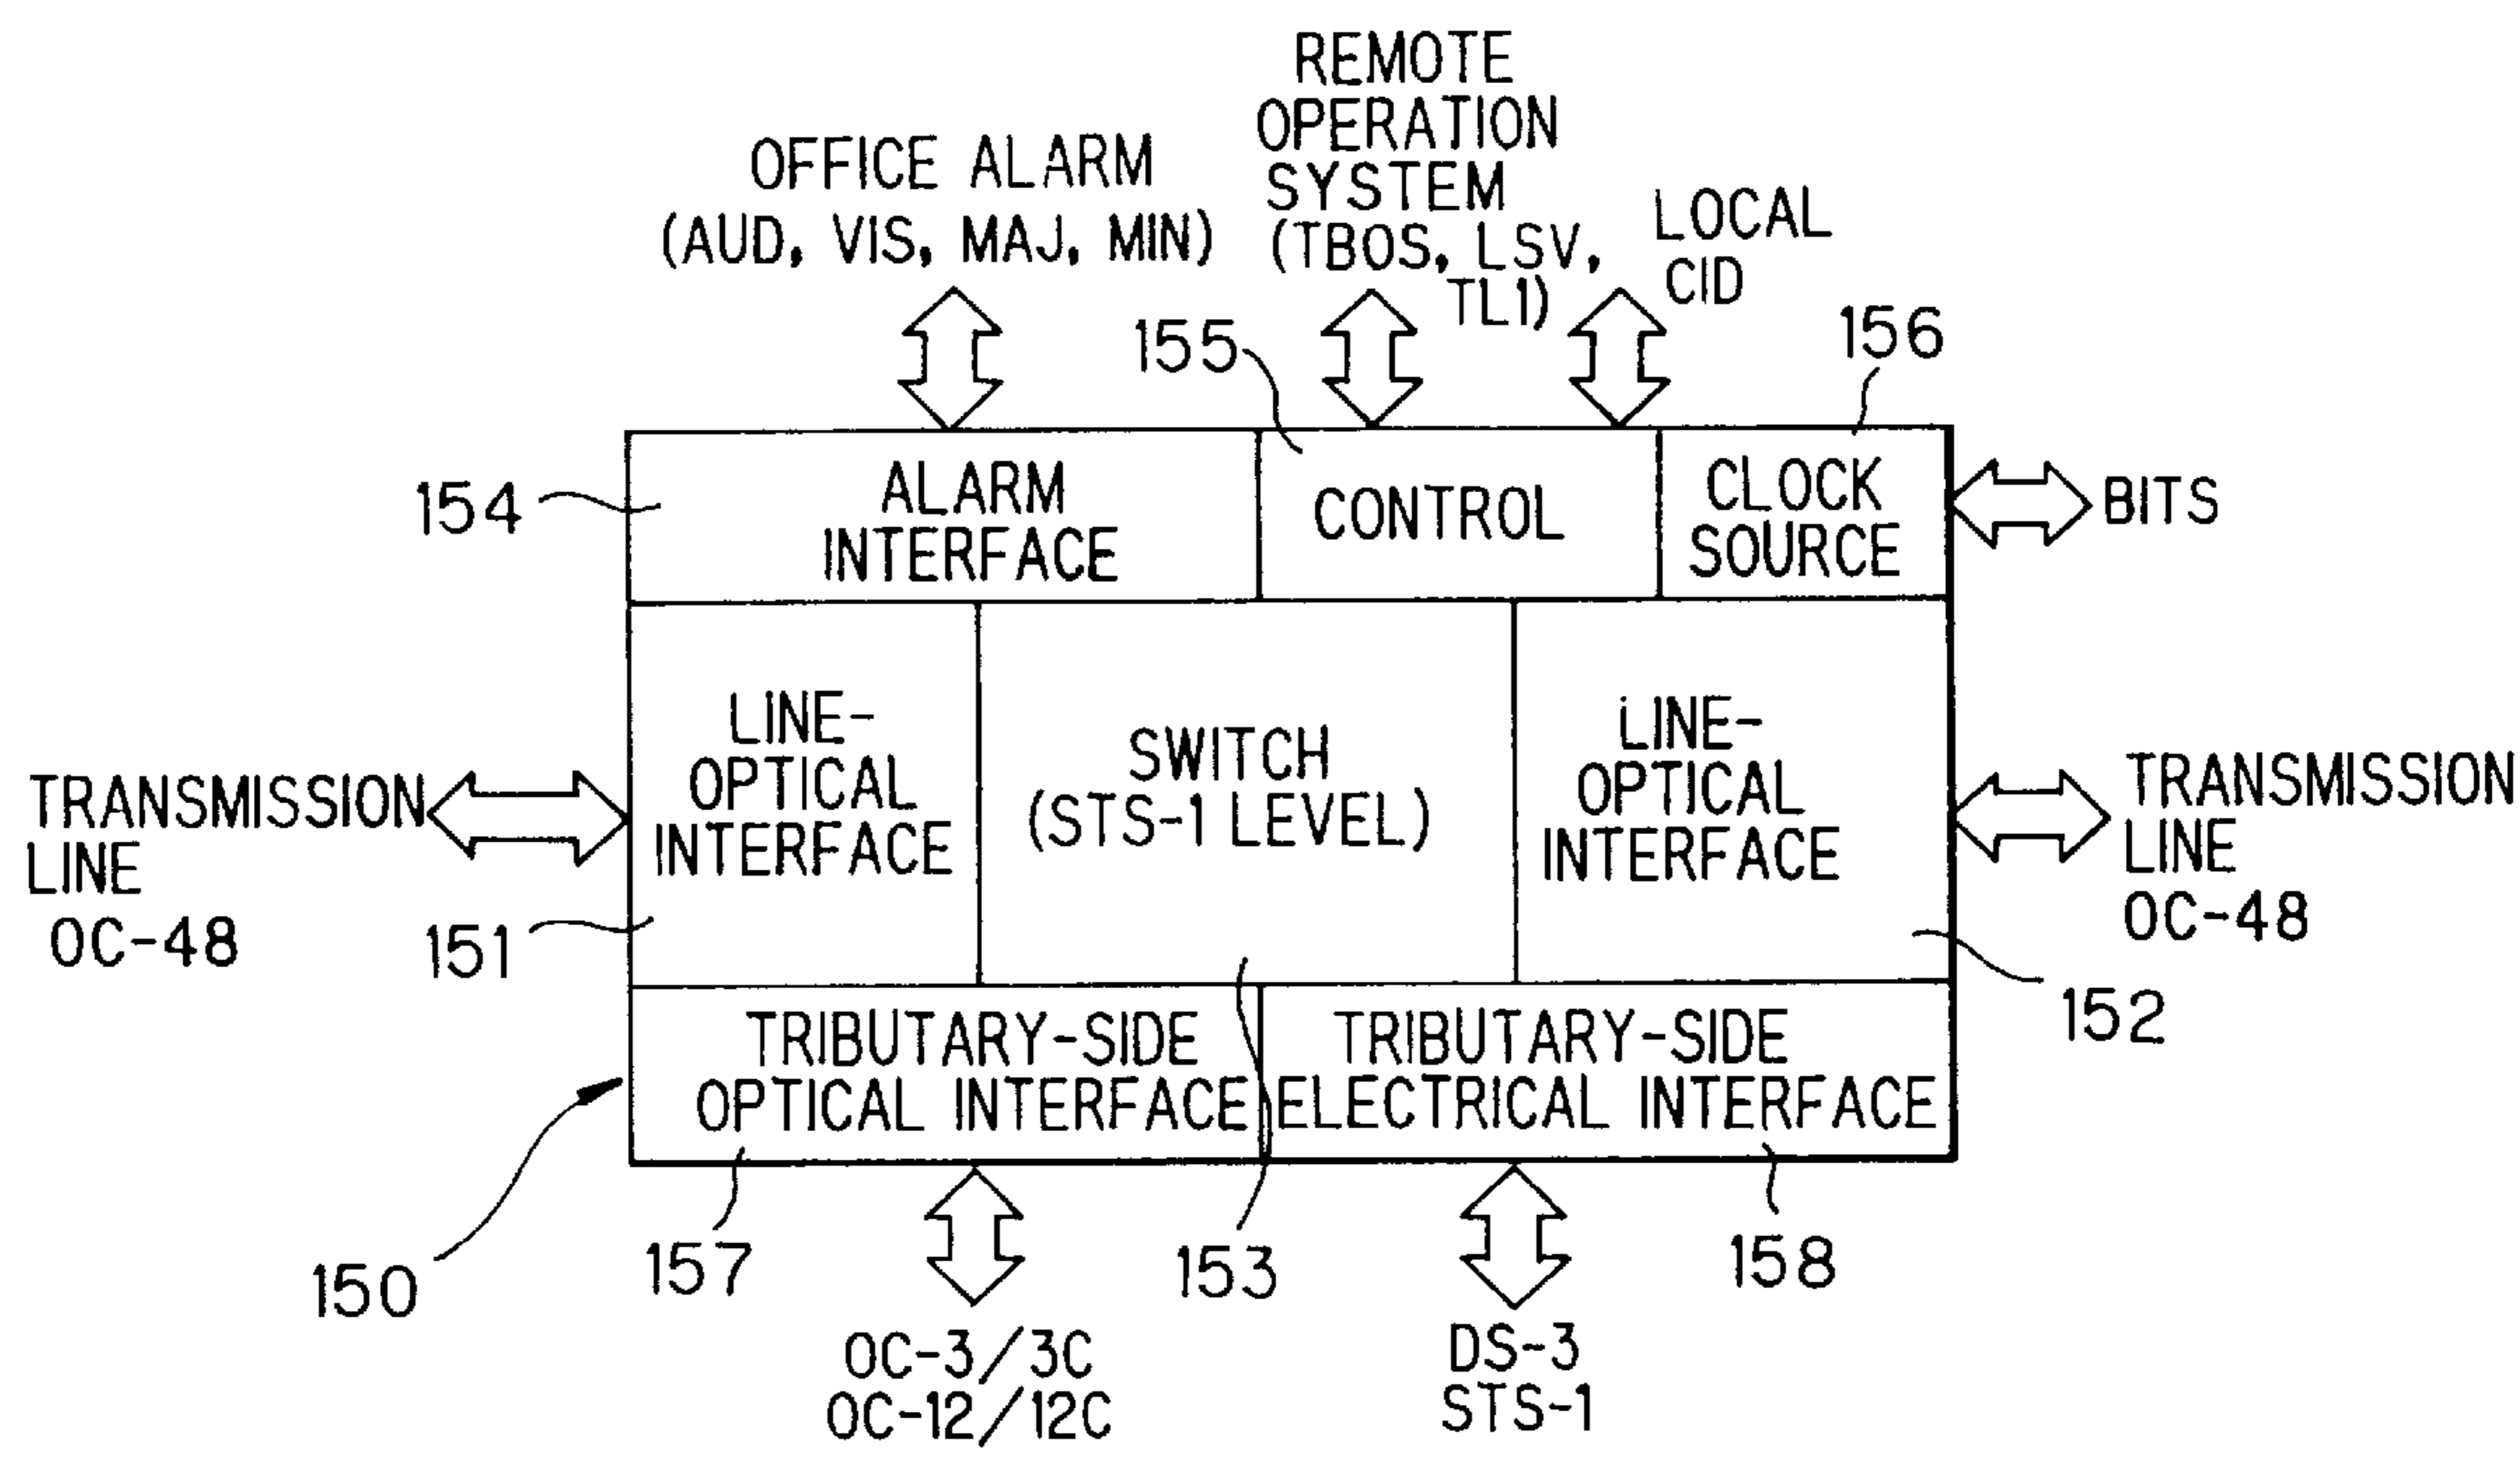 REMOTE
OPERATION
SYSTEM
(TBOS, LSV,
TL1)
OFFICE ALARM
(AUD, VIS, MAJ, MIN)
LOCAL
CID
155
156
154
ALARM
INTERFACE
CONTROL
CLOCK
SOURCE
BITS
TRANSMISSION
LINE
OC-48
LINE-
OPTICAL
INTERFACE
151
SWITCH
(STS-1 LEVEL)
LINE-
OPTICAL
INTERFACE
TRANSMISSION
LINE
OC-48
152
TRIBUTARY-SIDE
OPTICAL INTERFACE
TRIBUTARY-SIDE
ELECTRICAL INTERFACE
150
157
153
158
OC-3/3C
OC-12/12C
DS-3
STS-1